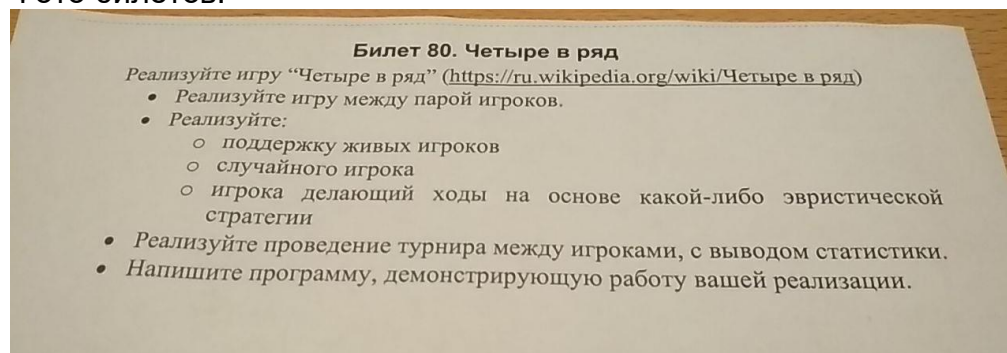 Билет 80. Четыре в ряд
Реализуйте игру “Четыре в ряд” (https://ru.wikipedia.org/wiki/Четыре в ряд)
• Реализуйте игру между парой игроков.
• Реализуйте:
o поддержку живых игроков
o случайного игрока
o игрока делающий ходы на основе какой-либо эвристической
стратегии
• Реализуйте проведение турнира между игроками, с выводом статистики.
• Напишите программу, демонстрирующую работу вашей реализации.